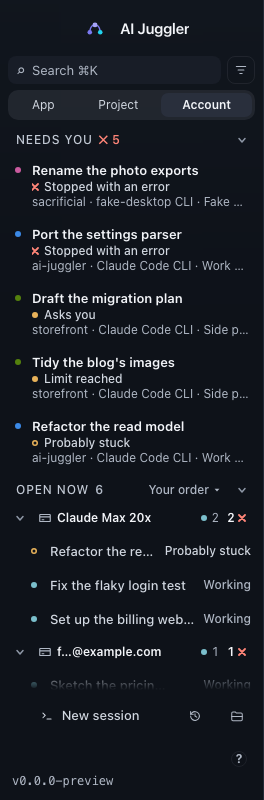 AI Juggler
Search ⌘K
App Project Account
NEEDS YOU 5
Rename the photo exports
Stopped with an error
sacrificial · fake-desktop CLI · Fake ...
Port the settings parser
Stopped with an error
ai-juggler · Claude Code CLI · Work ...
Draft the migration plan
Asks you
storefront · Claude Code CLI · Side p...
Tidy the blog's images
Limit reached
storefront · Claude Code CLI · Side p...
Refactor the read model
Probably stuck
ai-juggler · Claude Code CLI · Work ...
OPEN NOW 6 Your order
Claude Max 20x 2 2
Refactor the re... Probably stuck
Fix the flaky login test Working
Set up the billing web... Working
f...@example.com 1 1
Sketch the pricin... Working
New session
?
v0.0.0-preview